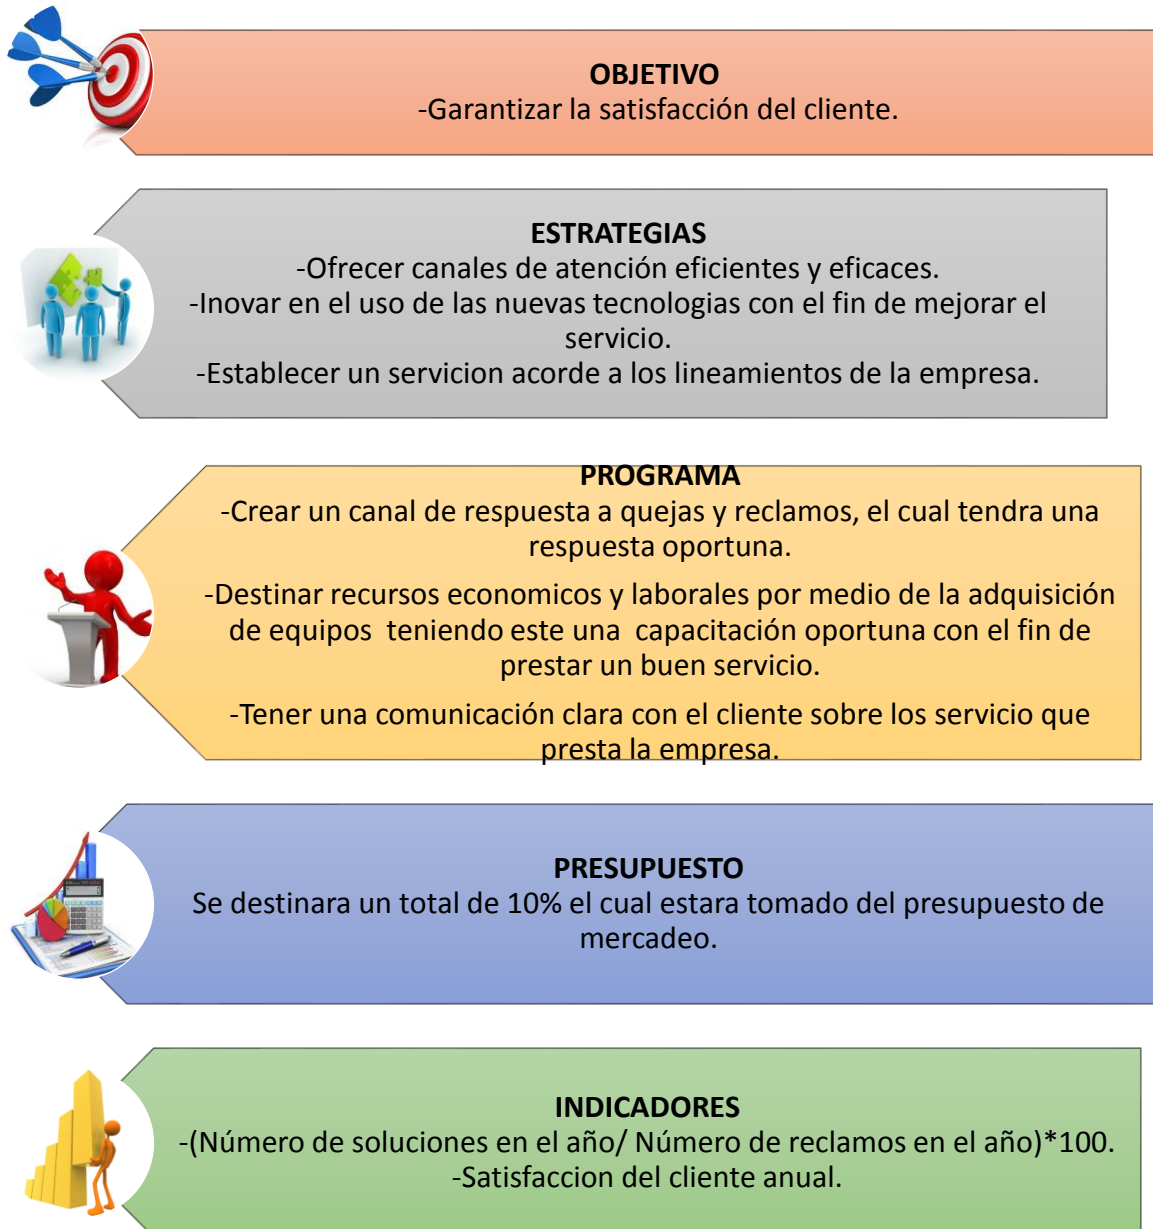 OBJETIVO
-Garantizar la satisfacción del cliente.
ESTRATEGIAS
-Ofrecer canales de atención eficientes y eficaces.
-Inovar en el uso de las nuevas tecnologias con el fin de mejorar el
servicio.
-Establecer un servicion acorde a los lineamientos de la empresa.
PROGRAMA
-Crear un canal de respuesta a quejas y reclamos, el cual tendra una
respuesta oportuna.
-Destinar recursos economicos y laborales por medio de la adquisición
de equipos  teniendo este una  capacitación oportuna con el fin de
prestar un buen servicio.
-Tener una comunicación clara con el cliente sobre los servicio que
presta la empresa.
PRESUPUESTO
Se destinara un total de 10% el cual estara tomado del presupuesto de
mercadeo.
INDICADORES
-(Número de soluciones en el año/ Número de reclamos en el año)*100.
-Satisfaccion del cliente anual.